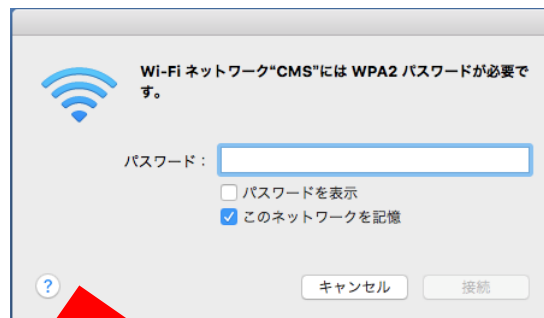 Wi-Fi ネットワーク“CMS”には WPA2 パスワードが必要で
す。
パスワード：
パスワードを表示
このネットワークを記憶
?
キャンセル
接続